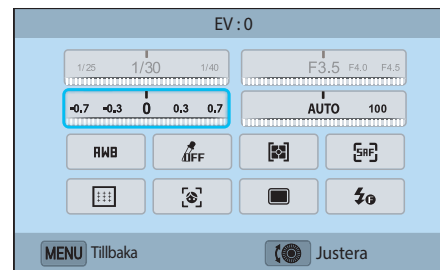 EV : 0
1/25 1/30 1/40
F3.5 F4.0 F4.5
-0.7 -0.3 0 0.3 0.7
AUTO 100
AWB
OFF
SAF
MENU Tillbaka
Justera